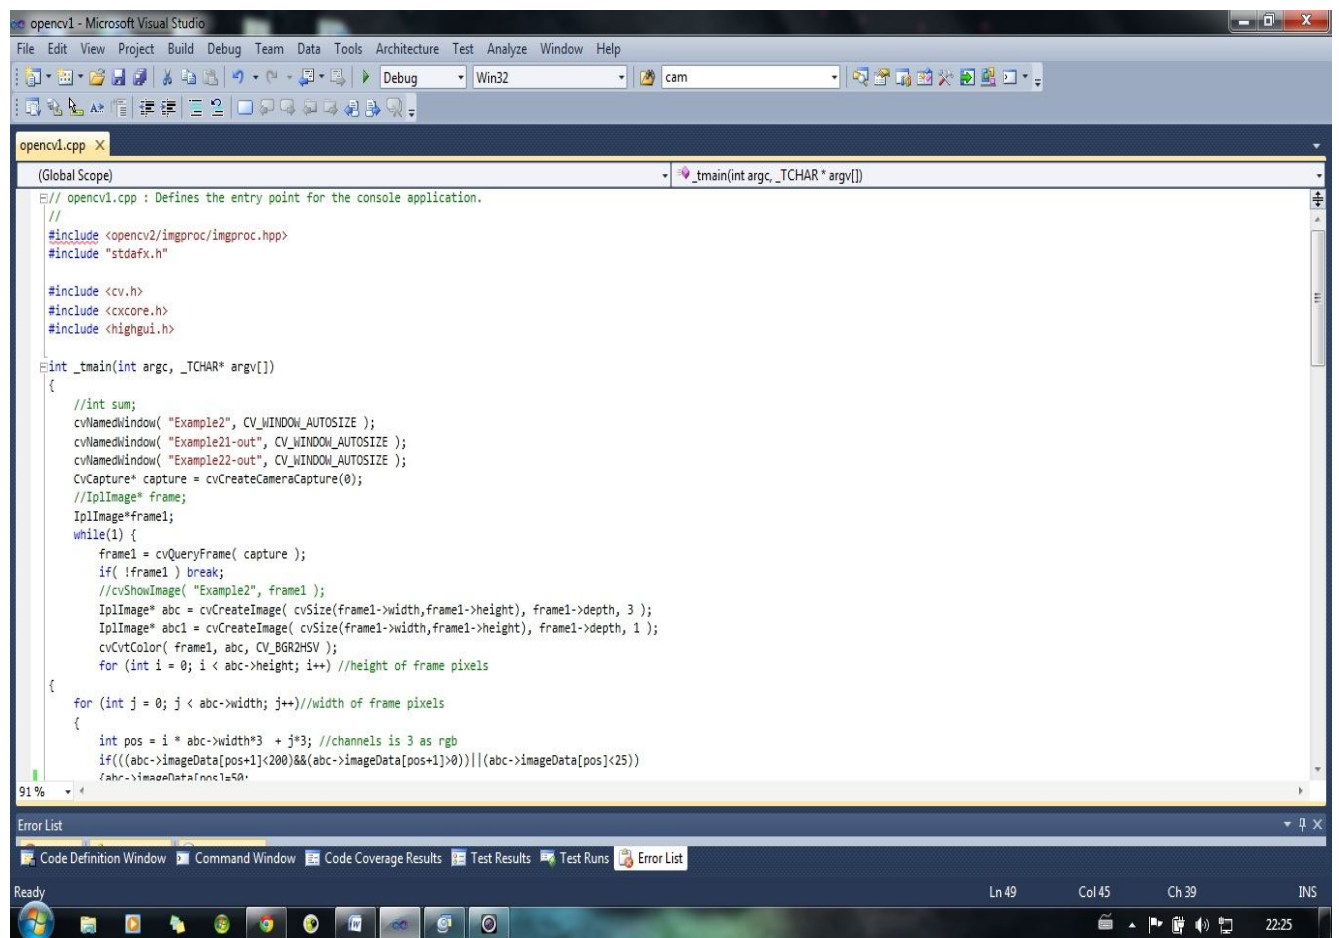 opencv1 - Microsoft Visual Studio
File Edit View Project Build Debug Team Data Tools Architecture Test Analyze Window Help
Debug Win32 cam
opencv1.cpp X
(Global Scope) _tmain(int argc, _TCHAR * argv[])
// opencv1.cpp : Defines the entry point for the console application.
//
#include <opencv2/imgproc/imgproc.hpp>
#include "stdafx.h"
#include <cv.h>
#include <cxcore.h>
#include <highgui.h>
int _tmain(int argc, _TCHAR* argv[])
{
//int sum;
cvNamedWindow( "Example2", CV_WINDOW_AUTOSIZE );
cvNamedWindow( "Example21-out", CV_WINDOW_AUTOSIZE );
cvNamedWindow( "Example22-out", CV_WINDOW_AUTOSIZE );
CvCapture* capture = cvCreateCameraCapture(0);
//IplImage* frame;
IplImage*frame1;
while(1) {
frame1 = cvQueryFrame( capture );
if( !frame1 ) break;
//cvShowImage( "Example2", frame1 );
IplImage* abc = cvCreateImage( cvSize(frame1->width,frame1->height), frame1->depth, 3 );
IplImage* abc1 = cvCreateImage( cvSize(frame1->width,frame1->height), frame1->depth, 1 );
cvCvtColor( frame1, abc, CV_BGR2HSV );
for (int i = 0; i < abc->height; i++) //height of frame pixels
{
for (int j = 0; j < abc->width; j++)//width of frame pixels
{
int pos = i * abc->width*3 + j*3; //channels is 3 as rgb
if(((abc->imageData[pos+1]<200)&&(abc->imageData[pos+1]>0))||(abc->imageData[pos]<25))
{abc->imageData[pos]=50;
91 %
Error List
Code Definition Window Command Window Code Coverage Results Test Results Test Runs Error List
Ready Ln 49 Col 45 Ch 39 INS
22:25